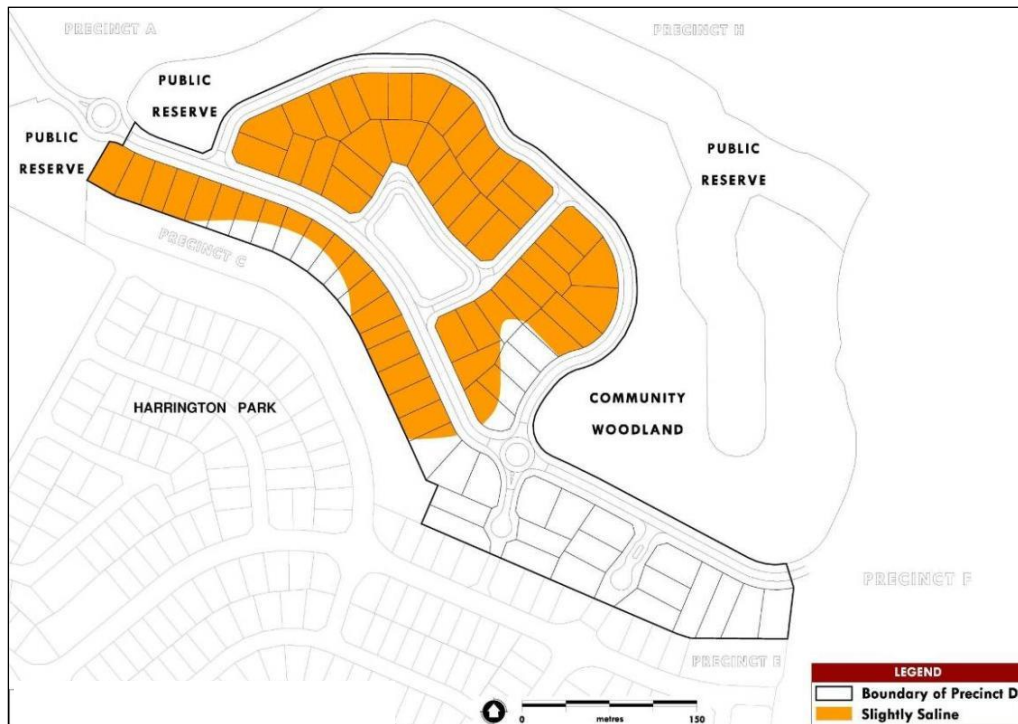 PRECINCT A
PRECINCT H
PUBLIC
RESERVE
PUBLIC
RESERVE
PUBLIC
RESERVE
PRECINCT C
HARRINGTON PARK
COMMUNITY
WOODLAND
PRECINCT F
PRECINCT E
LEGEND
Boundary of Precinct D
Slightly Saline
0 metres 150